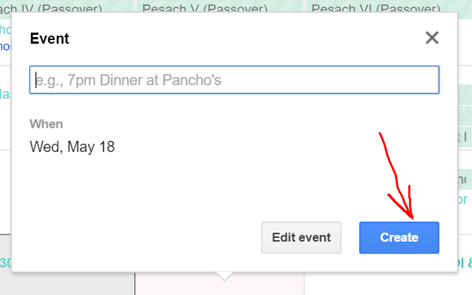 esach IV (Passover) Pesach V (Passover) Pesach VI (Passover)
Event
e.g., 7pm Dinner at Pancho's
When
Wed, May 18
Edit event Create